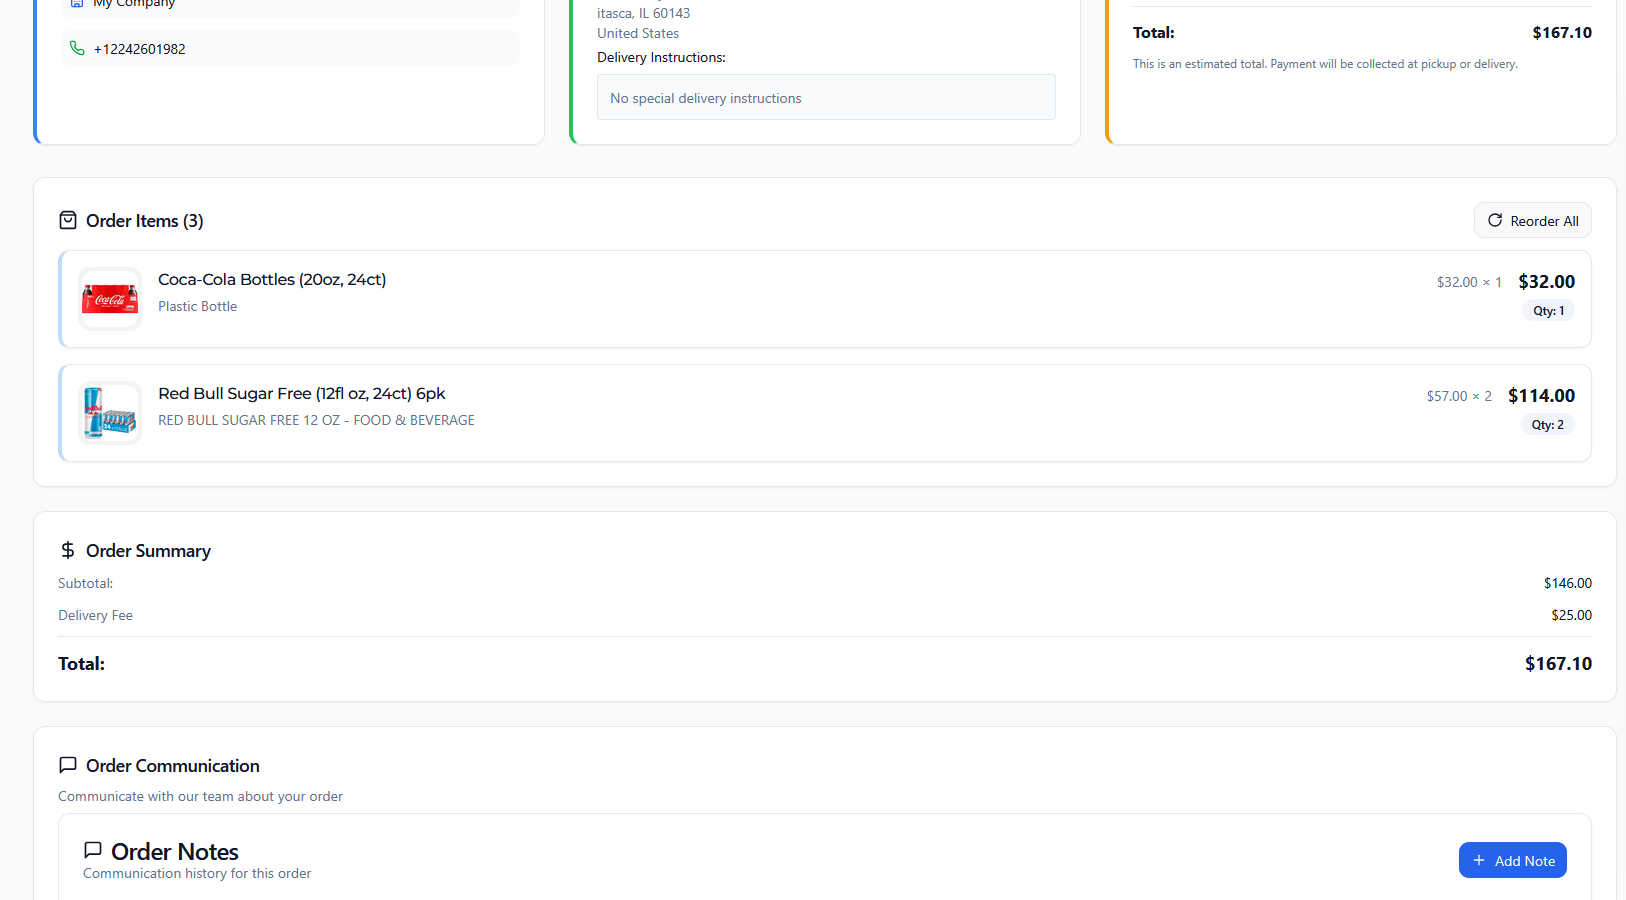 My Company
+12242601982
itasca, IL 60143
United States
Delivery Instructions:
No special delivery instructions
Total: $167.10
This is an estimated total. Payment will be collected at pickup or delivery.
Order Items (3)
Reorder All
Coca-Cola Bottles (20oz, 24ct)
Plastic Bottle
$32.00 × 1 $32.00
Qty: 1
Coca-Cola
Red Bull Sugar Free (12fl oz, 24ct) 6pk
RED BULL SUGAR FREE 12 OZ - FOOD & BEVERAGE
$57.00 × 2 $114.00
Qty: 2
Order Summary
Subtotal: $146.00
Delivery Fee $25.00
Total: $167.10
Order Communication
Communicate with our team about your order
Order Notes
Communication history for this order
Add Note